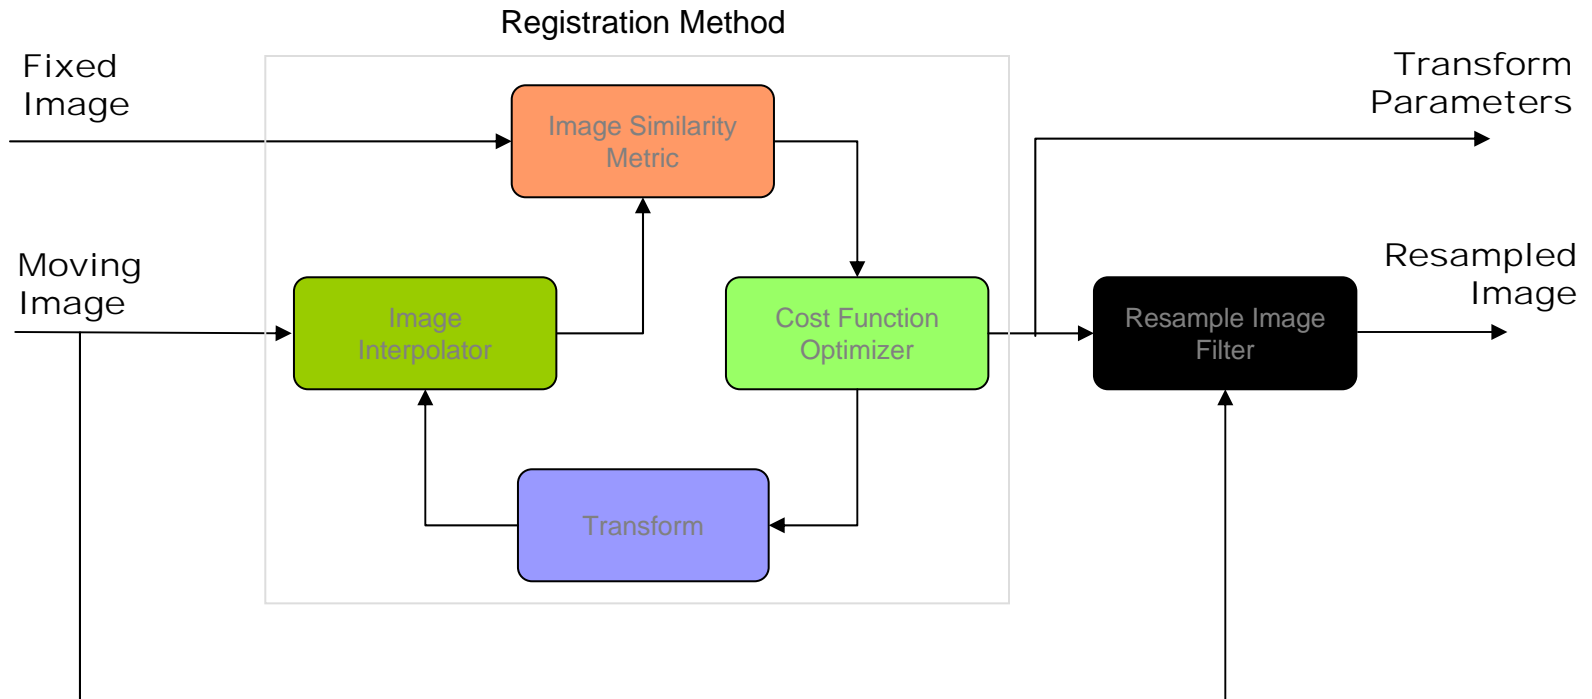 Registration Method
Fixed
Image
Transform
Parameters
Image Similarity
Metric
Moving
Image
Resampled
Image
Image
Interpolator
Cost Function
Optimizer
Resample Image
Filter
Transform